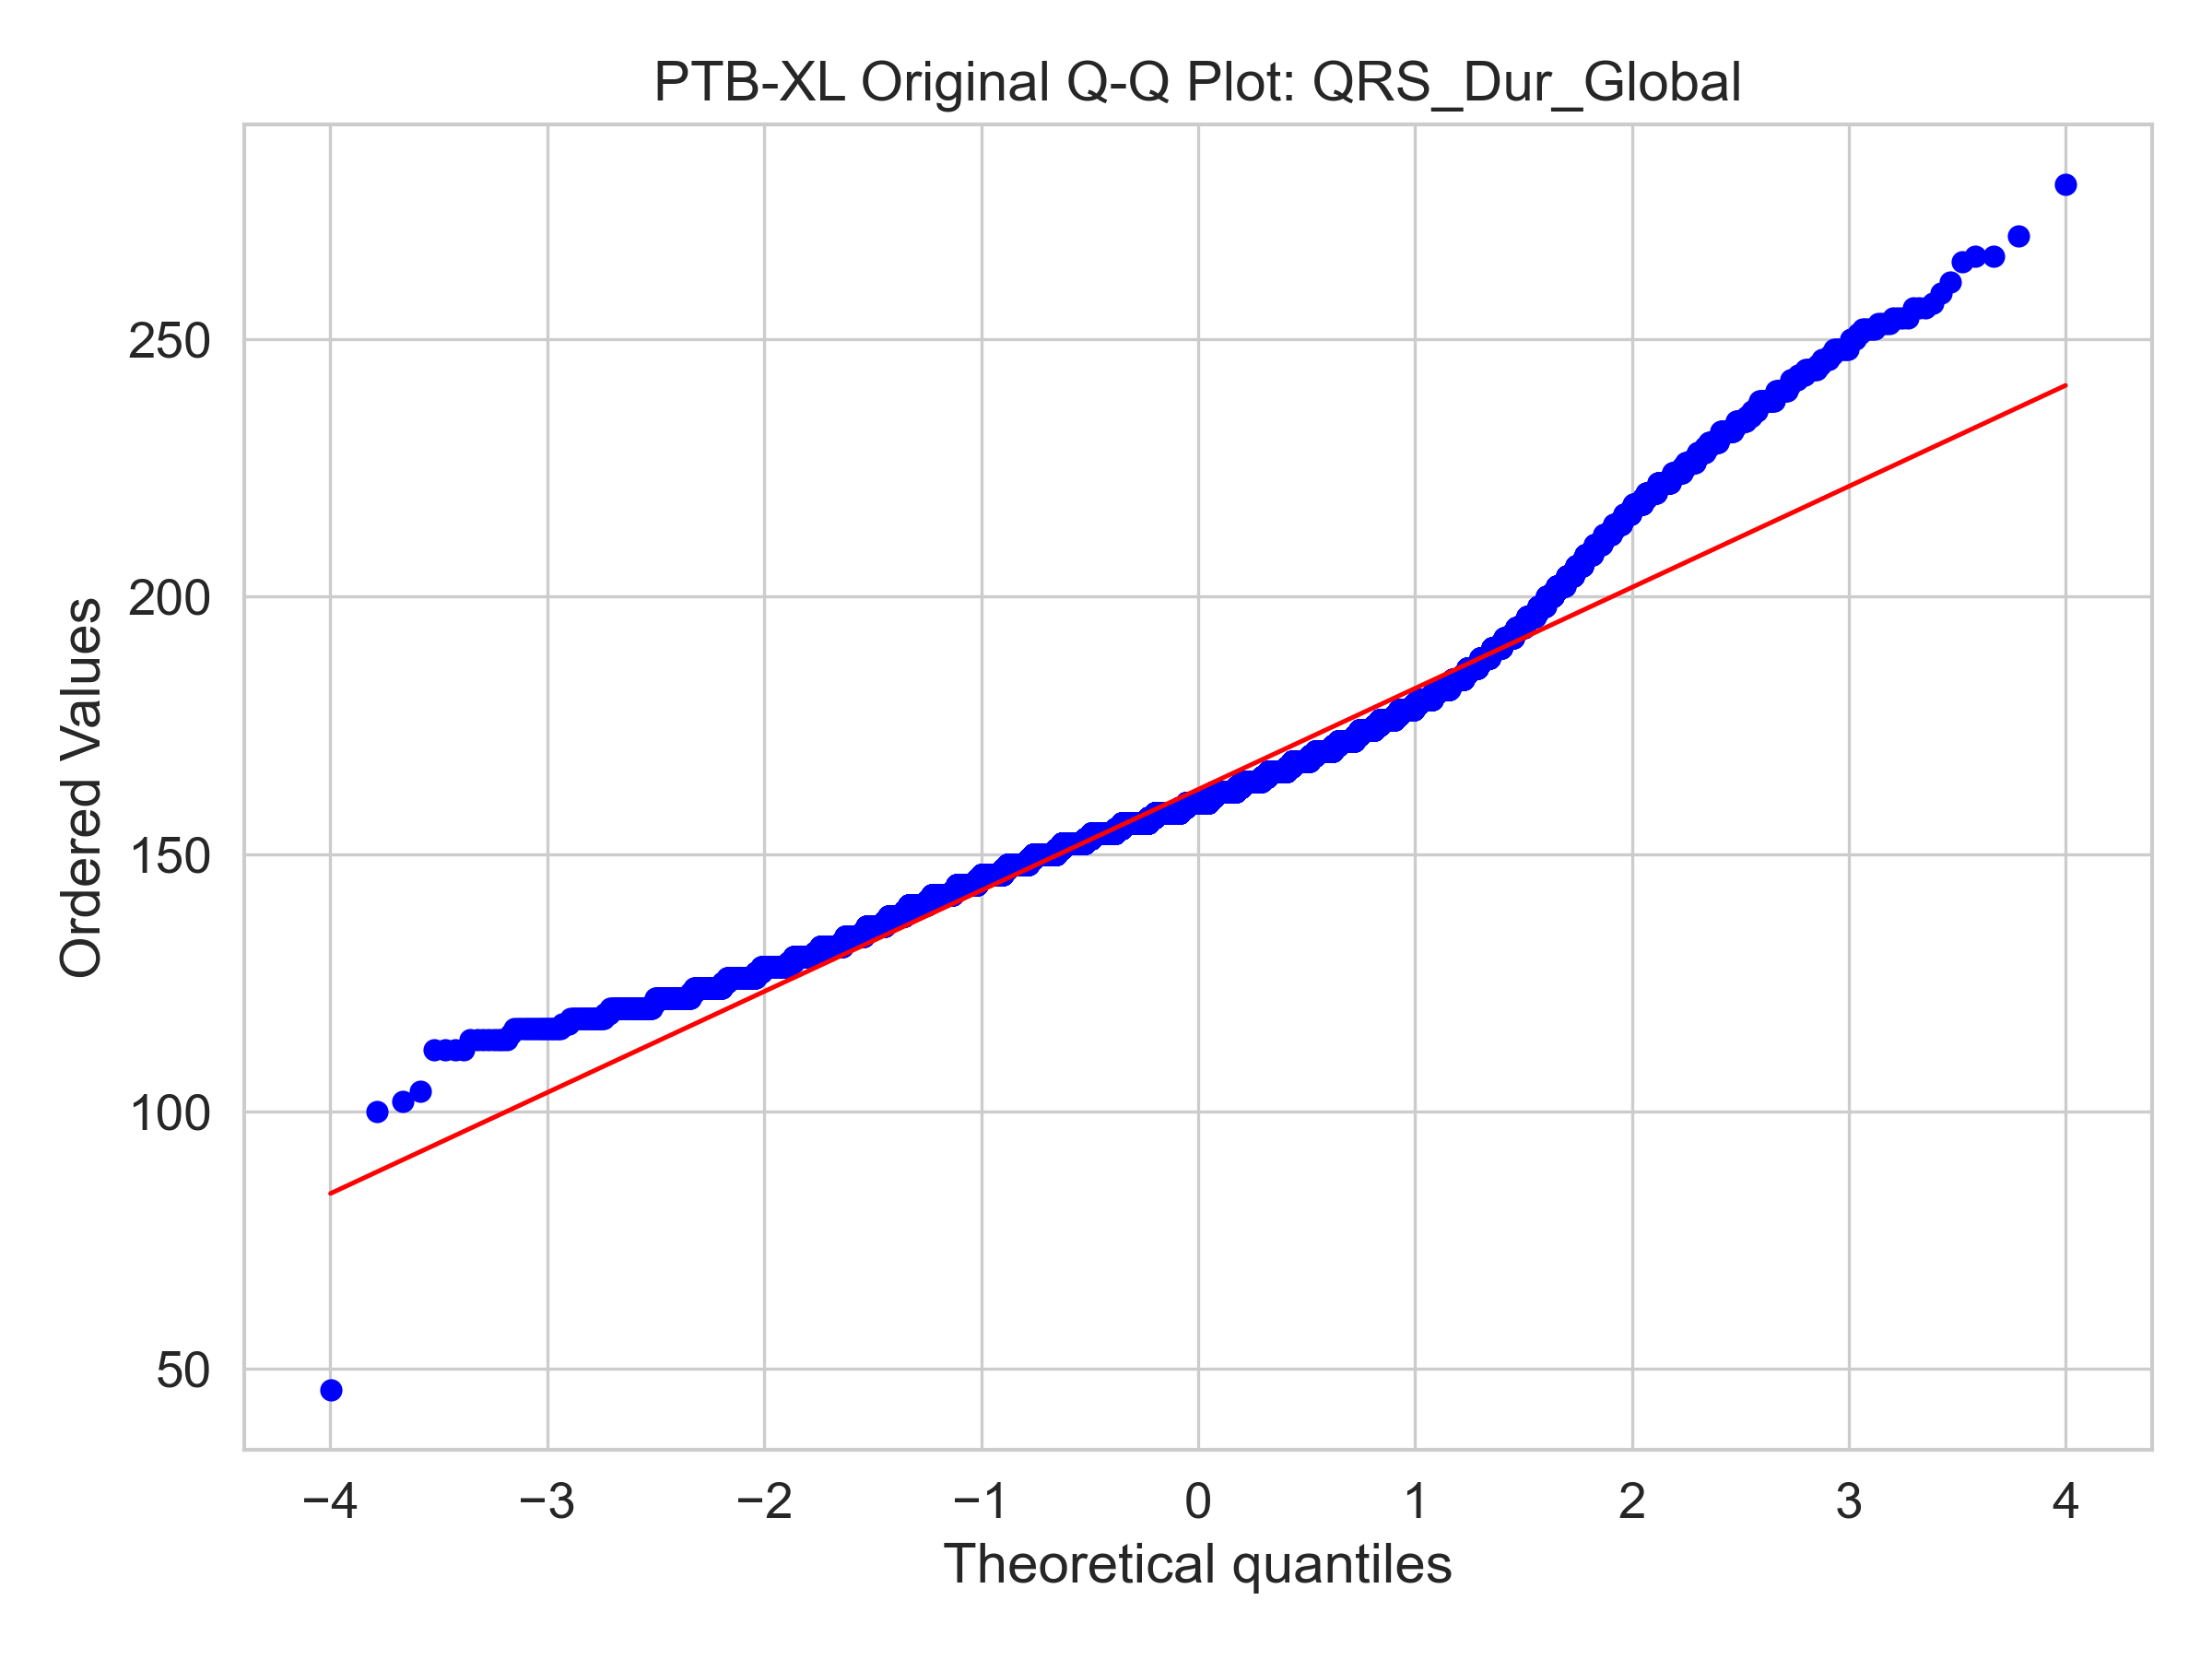 PTB-XL Original Q-Q Plot: QRS_Dur_Global
Ordered Values
250
200
150
100
50
−4 −3 −2 −1 0 1 2 3 4
Theoretical quantiles